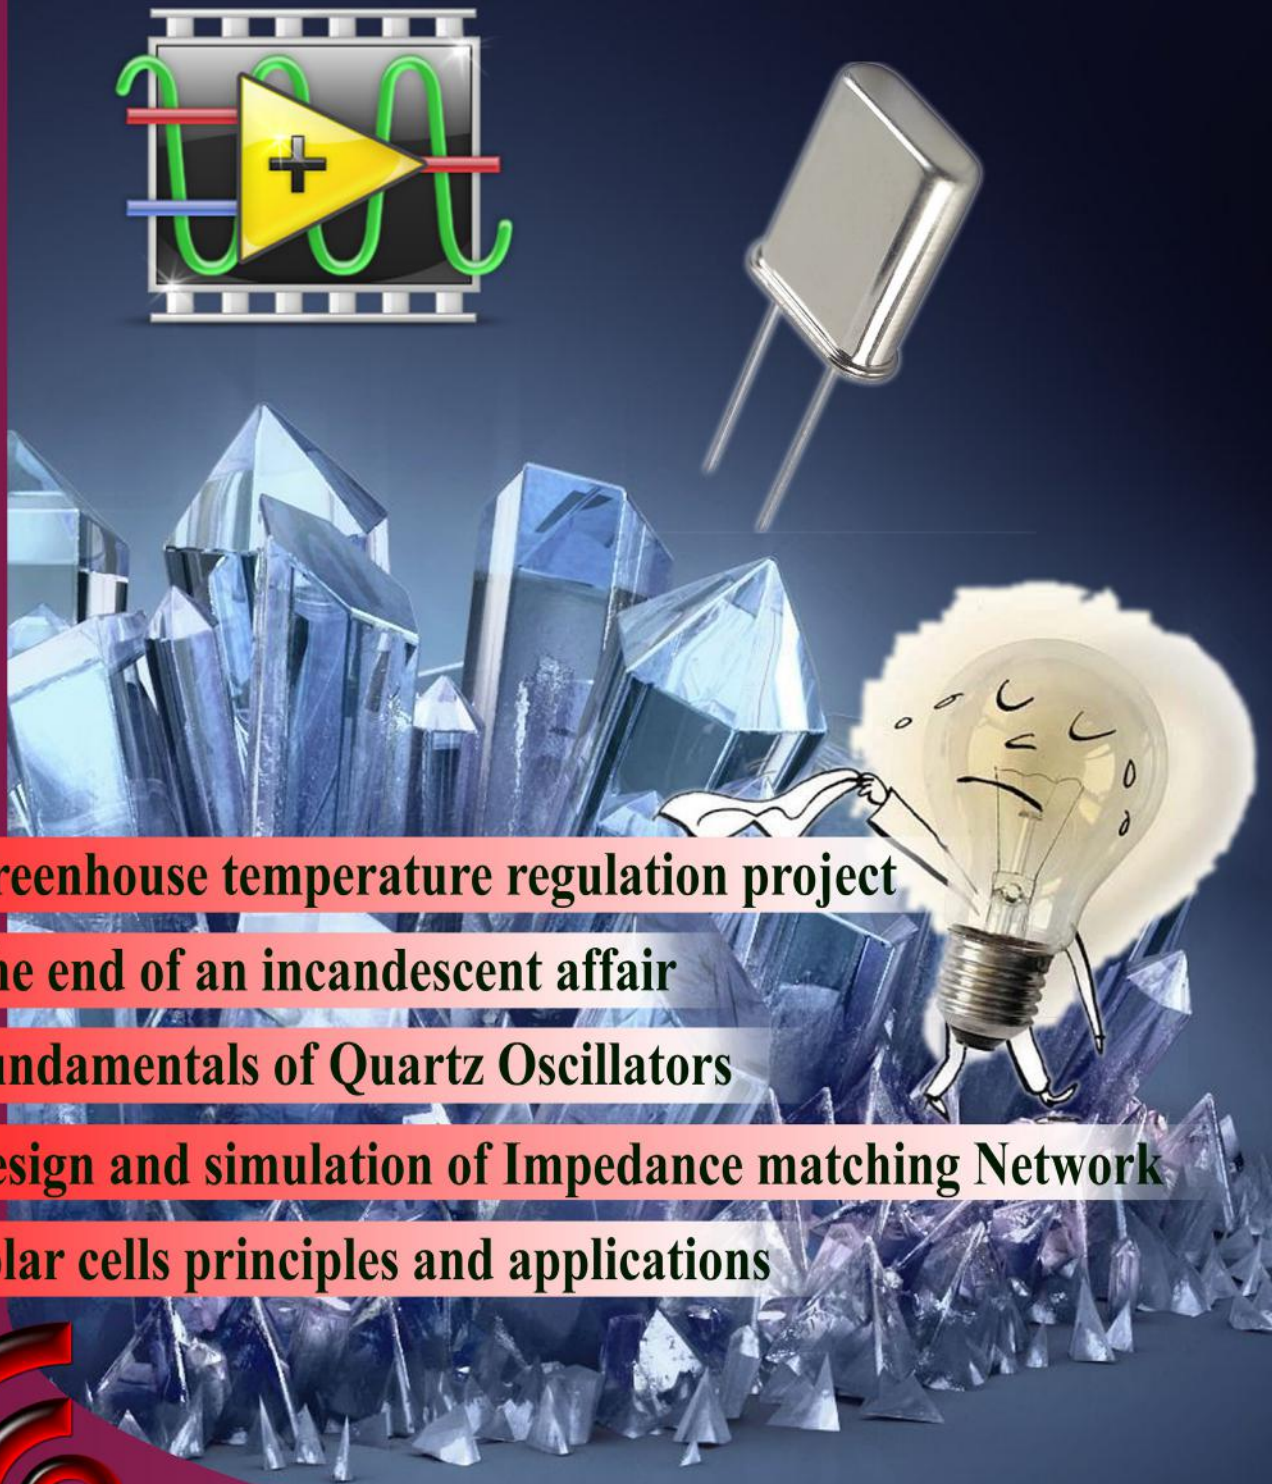 reenhouse temperature regulation project
he end of an incandescent affair
undamentals of Quartz Oscillators
esign and simulation of Impedance matching Network
olar cells principles and applications